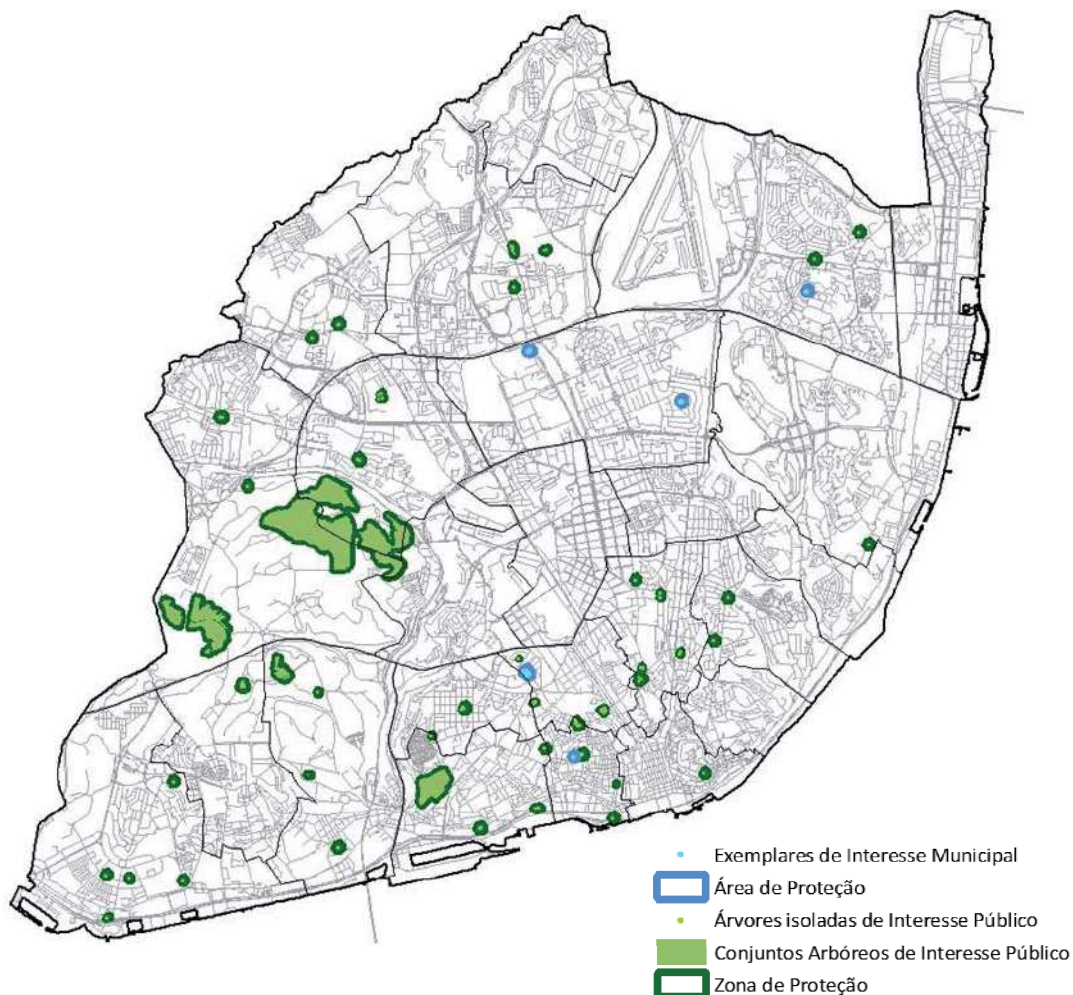 Exemplares de Interesse Municipal
Área de Proteção
Árvores isoladas de Interesse Público
Conjuntos Arbóreos de Interesse Público
Zona de Proteção